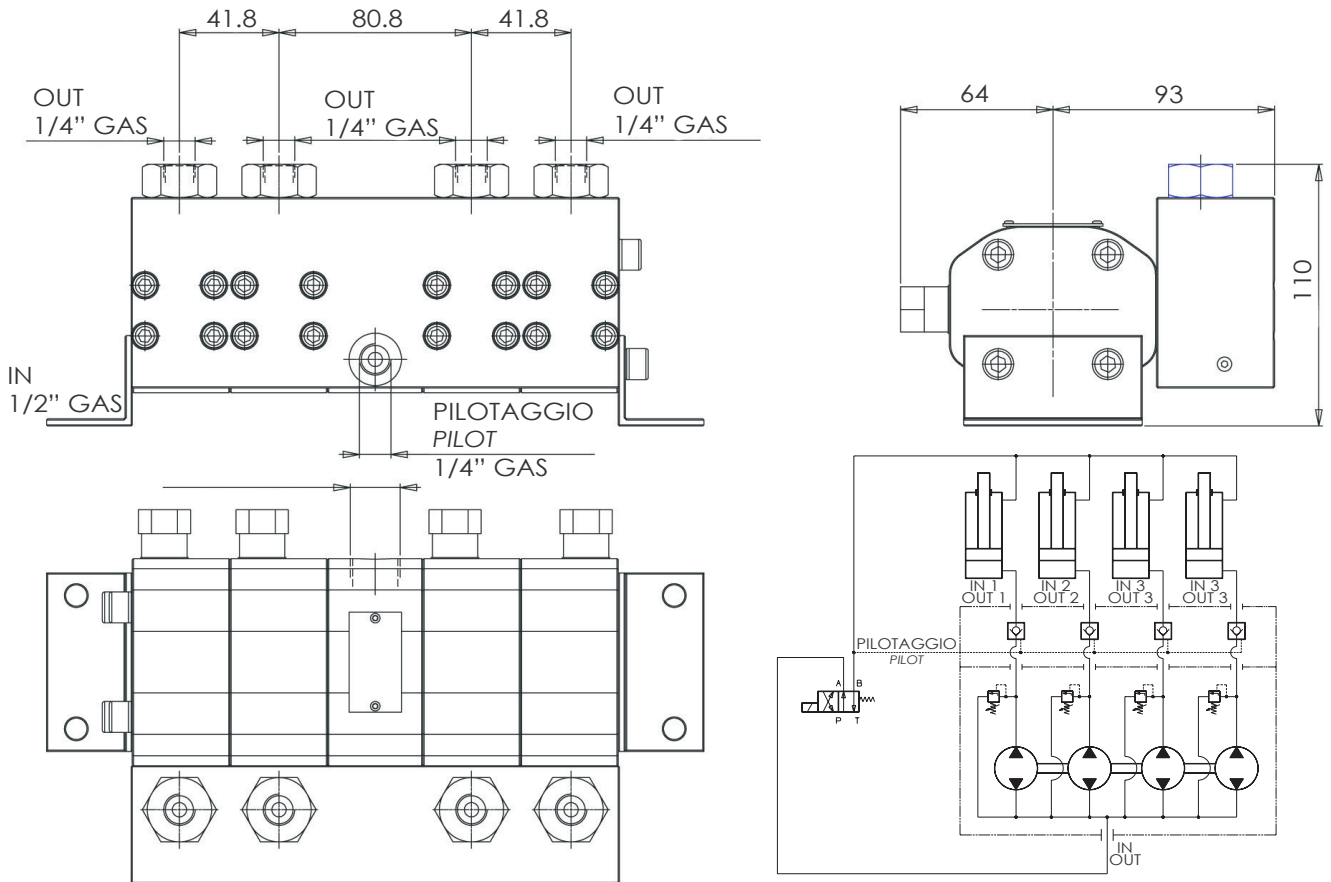 41.8
80.8
41.8
OUT
1/4” GAS
OUT
1/4” GAS
OUT
1/4” GAS
IN
1/2” GAS
PILOTAGGIO
PILOT
1/4” GAS
64
93
110
IN 1
OUT 1
IN 2
OUT 2
IN 3
OUT 3
IN 3
OUT 3
PILOTAGGIO
PILOT
A B
P T
IN
OUT